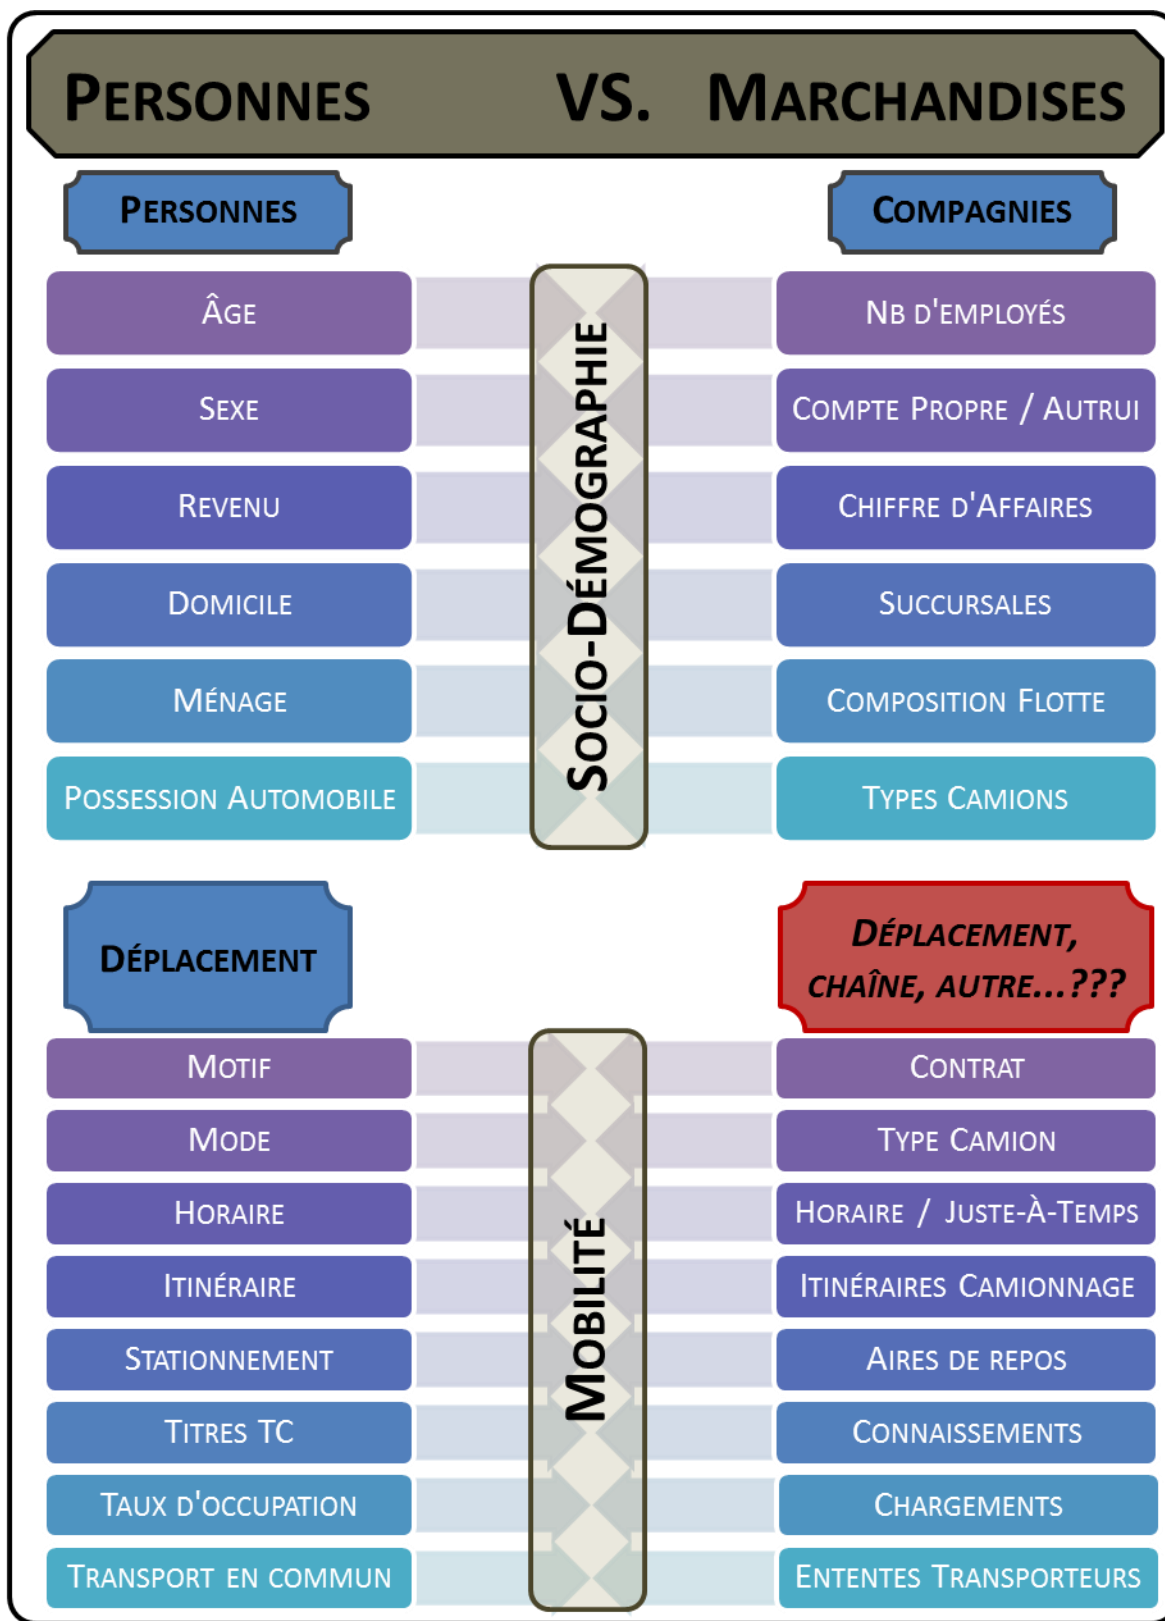 PERSONNES VS. MARCHANDISES
PERSONNES
COMPAGNIES
SOCIO-DÉMOGRAPHIE
ÂGE
NB D'EMPLOYÉS
SEXE
COMPTE PROPRE / AUTRUI
REVENU
CHIFFRE D'AFFAIRES
DOMICILE
SUCCURSALES
MÉNAGE
COMPOSITION FLOTTE
POSSESSION AUTOMOBILE
TYPES CAMIONS
DÉPLACEMENT
DÉPLACEMENT,
CHAÎNE, AUTRE...???
MOBILITÉ
MOTIF
CONTRAT
MODE
TYPE CAMION
HORAIRE
HORAIRE / JUSTE-À-TEMPS
ITINÉRAIRE
ITINÉRAIRES CAMIONNAGE
STATIONNEMENT
AIRES DE REPOS
TITRES TC
CONNAISSEMENTS
TAUX D'OCCUPATION
CHARGEMENTS
TRANSPORT EN COMMUN
ENTENTES TRANSPORTEURS